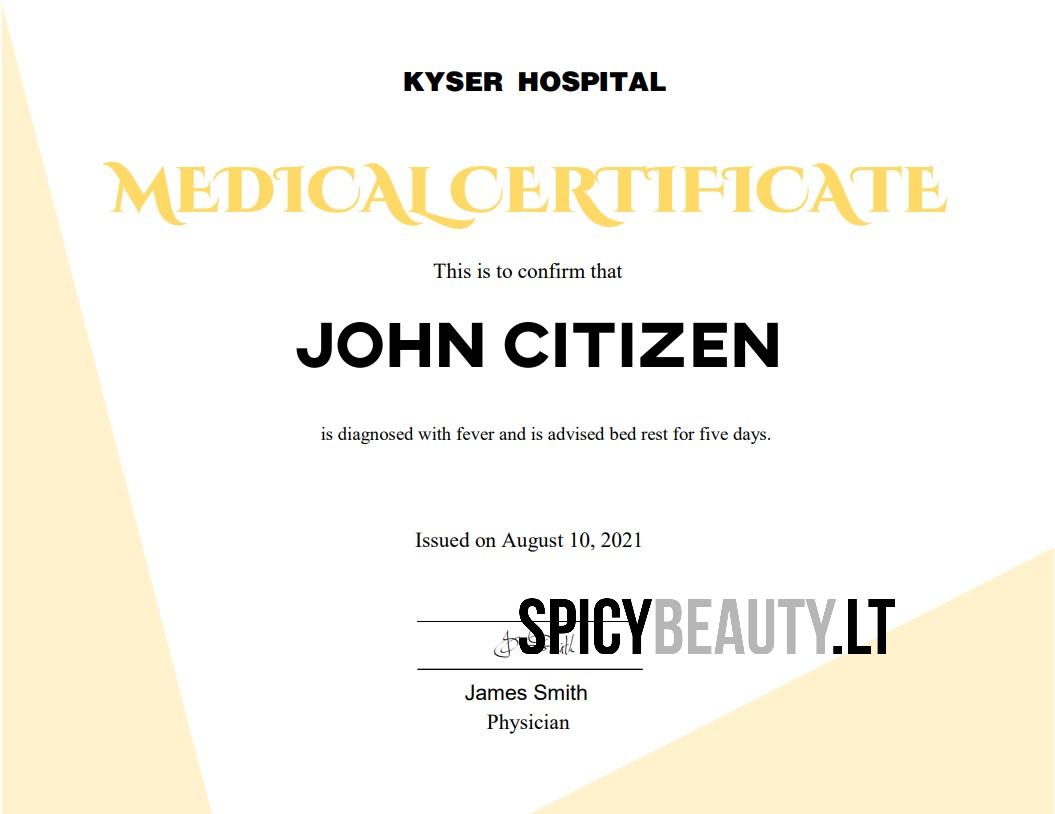 KYSER HOSPITAL
MEDICAL CERTIFICATE
This is to confirm that
JOHN CITIZEN
is diagnosed with fever and is advised bed rest for five days.
Issued on August 10, 2021
SPICYBEAUTY.LT
James Smith
Physician